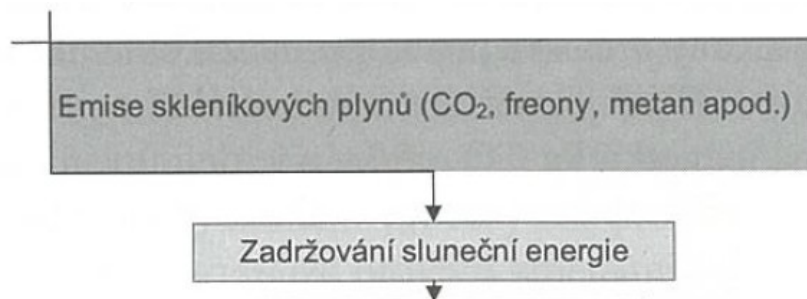 Emise skleníkových plynů (CO₂, freony, metan apod.)
Zadržování sluneční energie